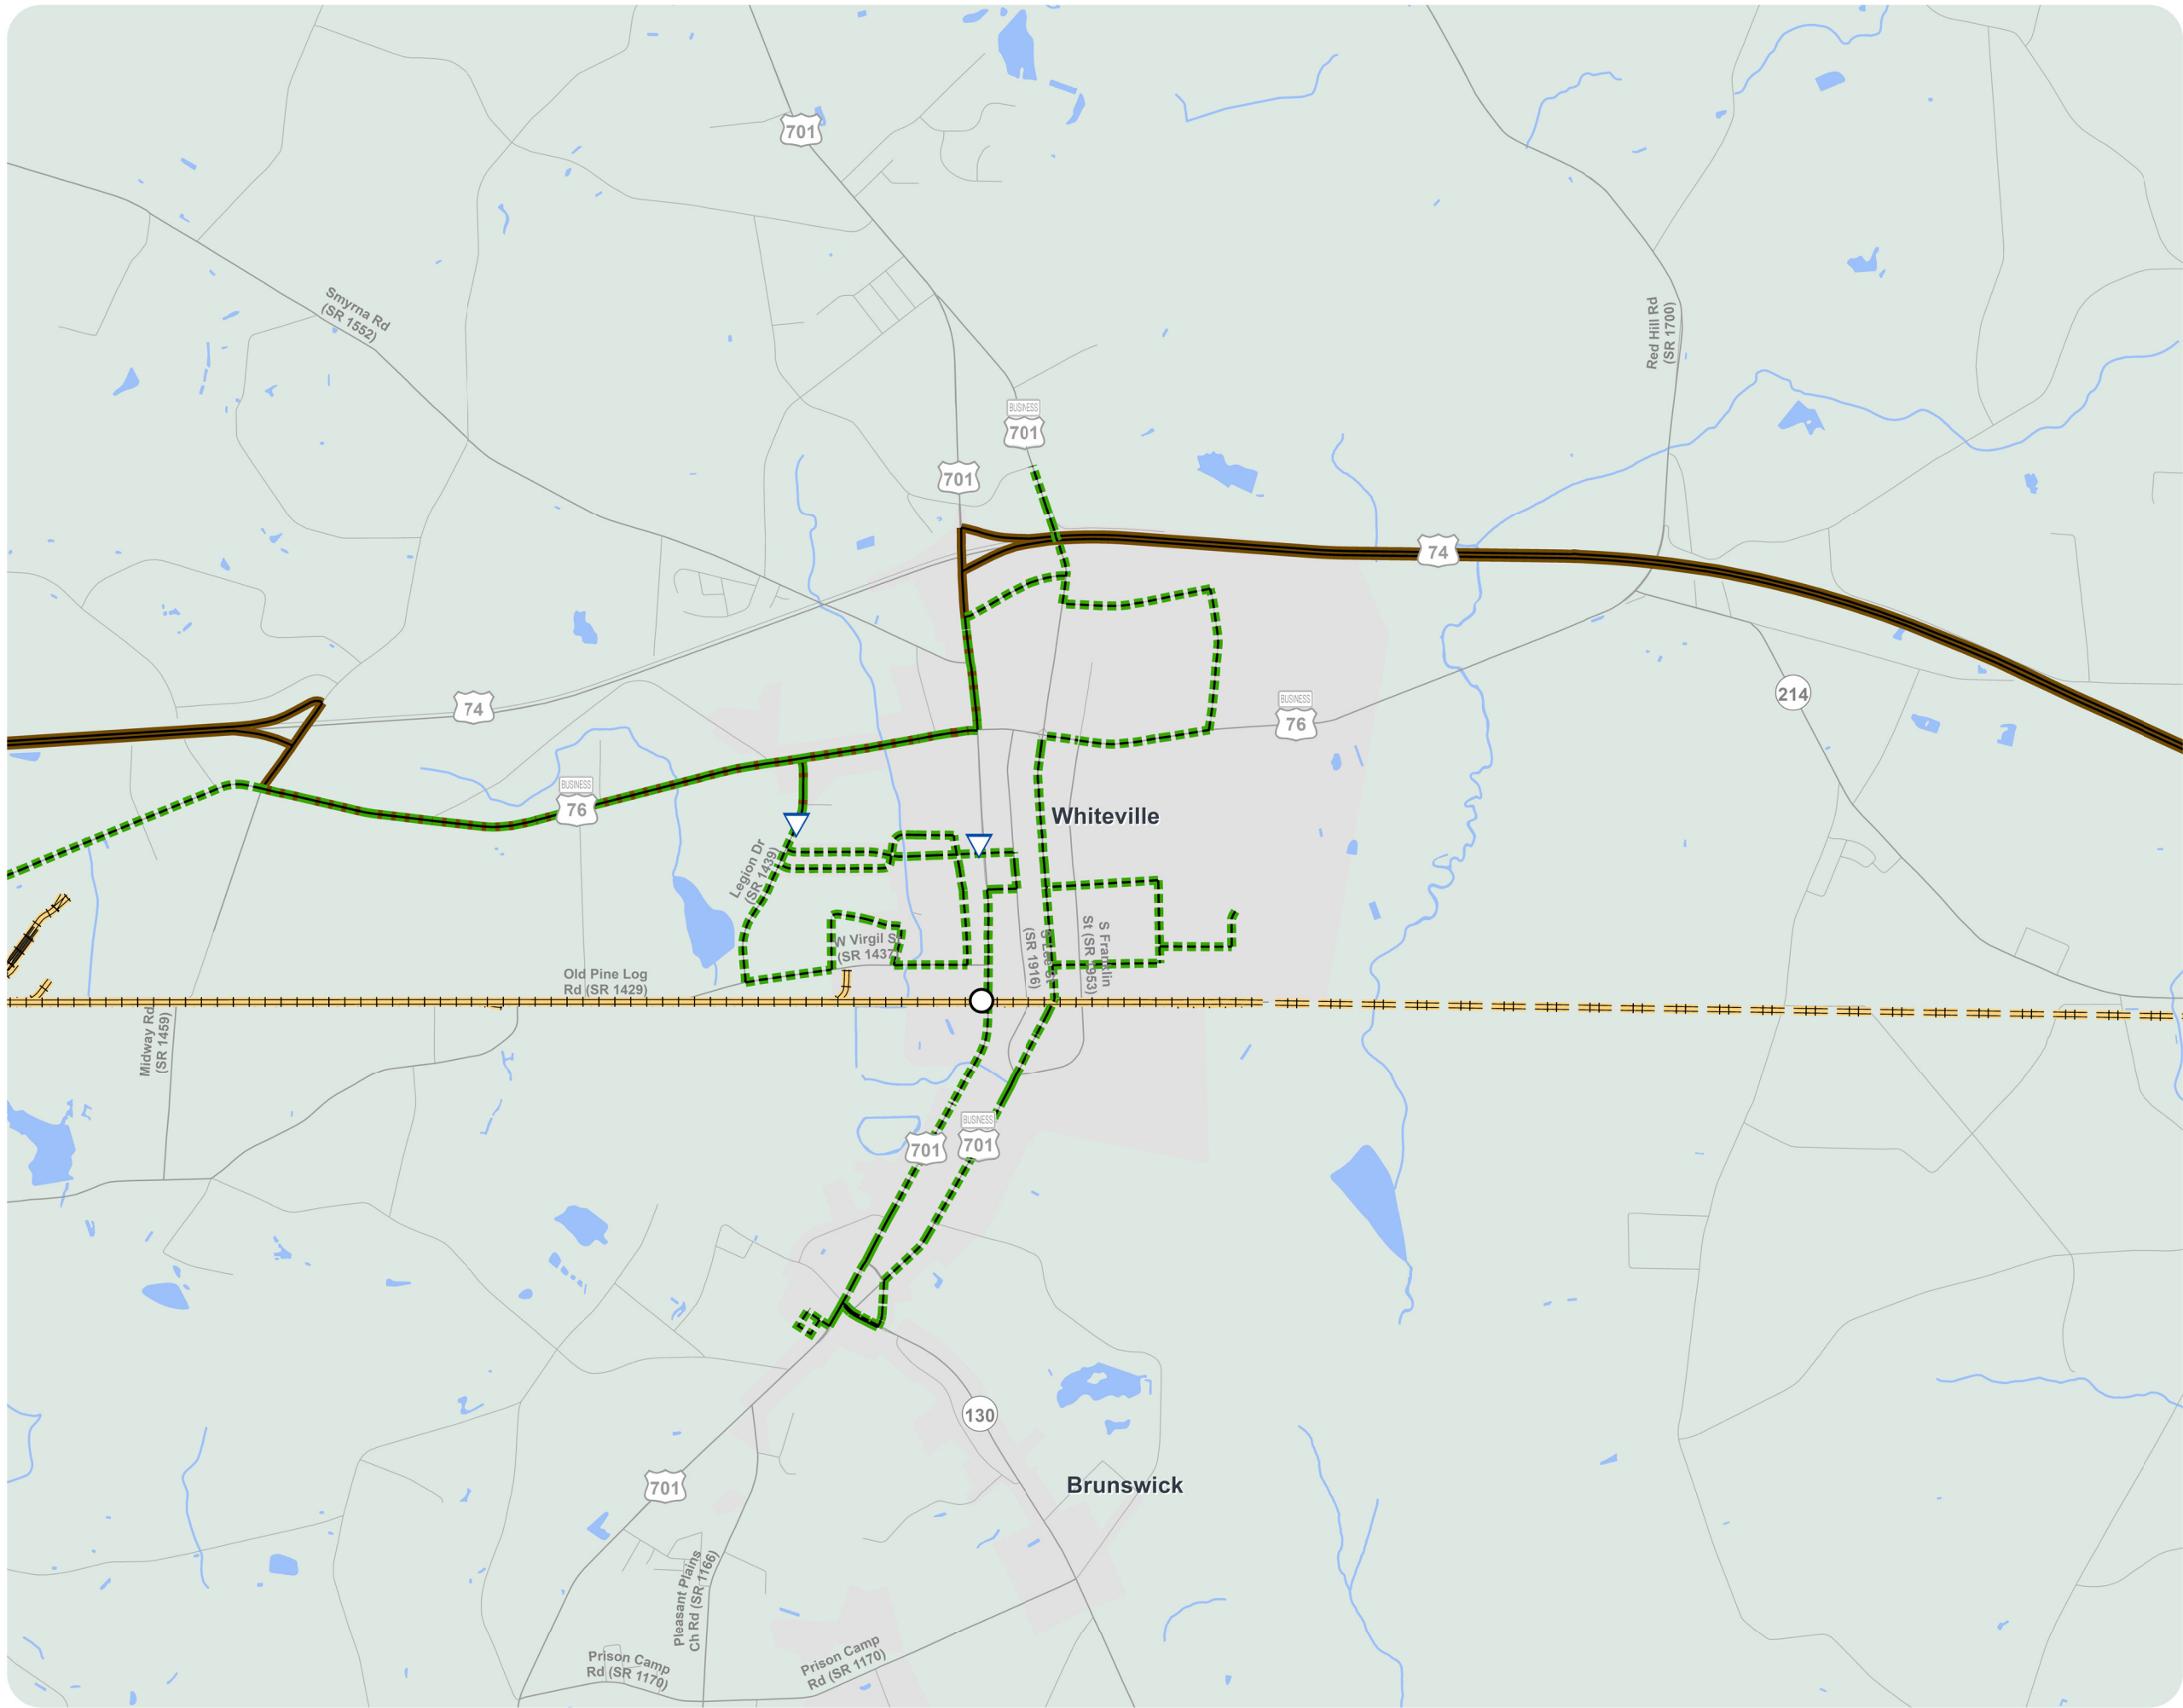 701
Smyrna Rd
(SR 1552)
Red Hill Rd
(SR 1700)
BUSINESS
701
701
74
74
BUSINESS
76
214
BUSINESS
76
Whiteville
Legion Dr
(SR 1439)
W Virgil St
(SR 1437
S Lee St
(SR 1916)
S Franklin
St (SR 1953)
Old Pine Log
Rd (SR 1429)
Midway Rd
(SR 1459)
701
BUSINESS
701
130
701
Brunswick
Pleasant Plains
Ch Rd (SR 1166)
Prison Camp
Rd (SR 1170)
Prison Camp
Rd (SR 1170)